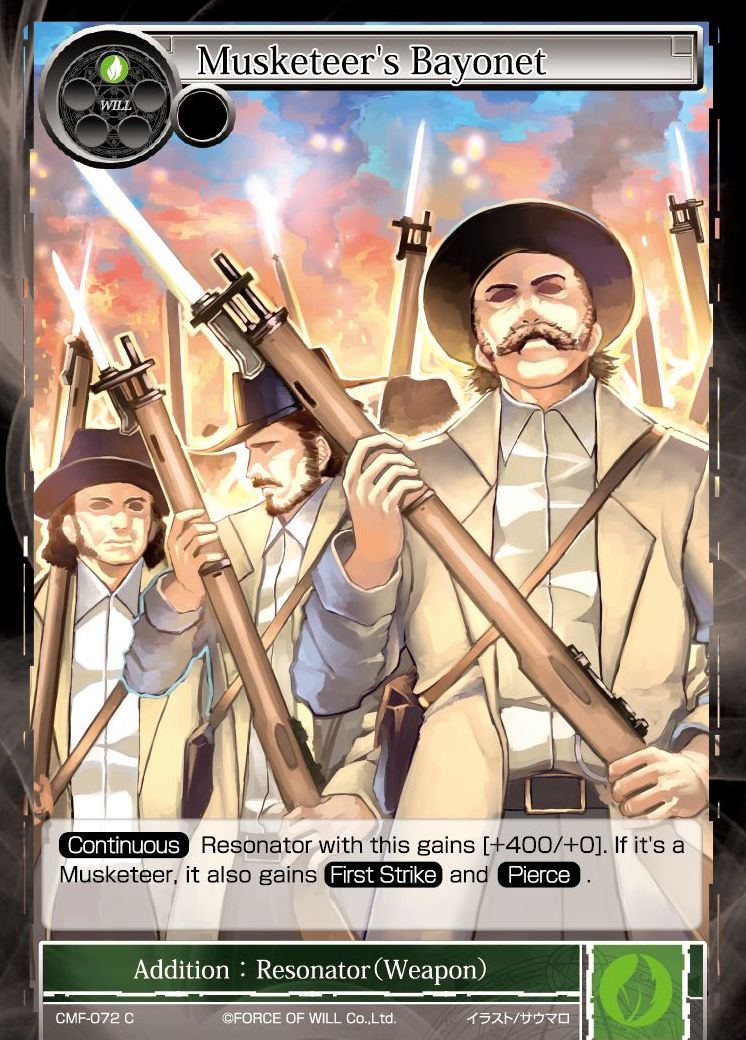 Musketeer's Bayonet
WILL
Continuous Resonator with this gains [+400/+0]. If it's a
Musketeer, it also gains First Strike and Pierce .
Addition : Resonator(Weapon)
CMF-072 C ©FORCE OF WILL Co.,Ltd. イラスト/サウマロ